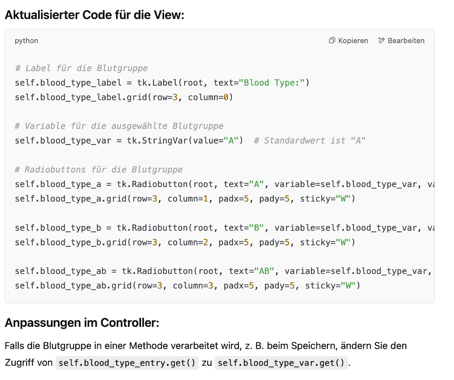 Aktualisierter Code für die View:
python Kopieren Bearbeiten
# Label für die Blutgruppe
self.blood_type_label = tk.Label(root, text="Blood Type:")
self.blood_type_label.grid(row=3, column=0)
# Variable für die ausgewählte Blutgruppe
self.blood_type_var = tk.StringVar(value="A")  # Standardwert ist "A"
# Radiobuttons für die Blutgruppe
self.blood_type_a = tk.Radiobutton(root, text="A", variable=self.blood_type_var, va
self.blood_type_a.grid(row=3, column=1, padx=5, pady=5, sticky="W")
self.blood_type_b = tk.Radiobutton(root, text="B", variable=self.blood_type_var, va
self.blood_type_b.grid(row=3, column=2, padx=5, pady=5, sticky="W")
self.blood_type_ab = tk.Radiobutton(root, text="AB", variable=self.blood_type_var,
self.blood_type_ab.grid(row=3, column=3, padx=5, pady=5, sticky="W")
Anpassungen im Controller:
Falls die Blutgruppe in einer Methode verarbeitet wird, z. B. beim Speichern, ändern Sie den
Zugriff von self.blood_type_entry.get() zu self.blood_type_var.get().